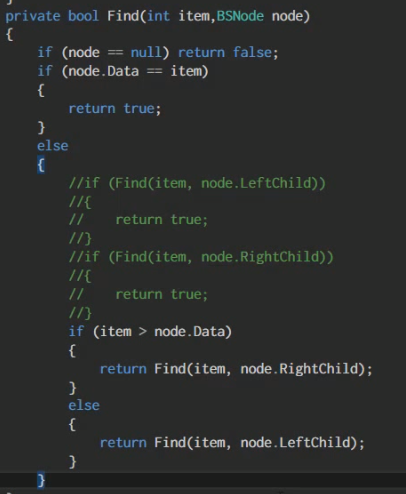 private bool Find(int item,BSNode node)
{
    if (node == null) return false;
    if (node.Data == item)
    {
        return true;
    }
    else
    {
        //if (Find(item, node.LeftChild))
        //{
        //    return true;
        //}
        //if (Find(item, node.RightChild))
        //{
        //    return true;
        //}
        if (item > node.Data)
        {
            return Find(item, node.RightChild);
        }
        else
        {
            return Find(item, node.LeftChild);
        }
    }